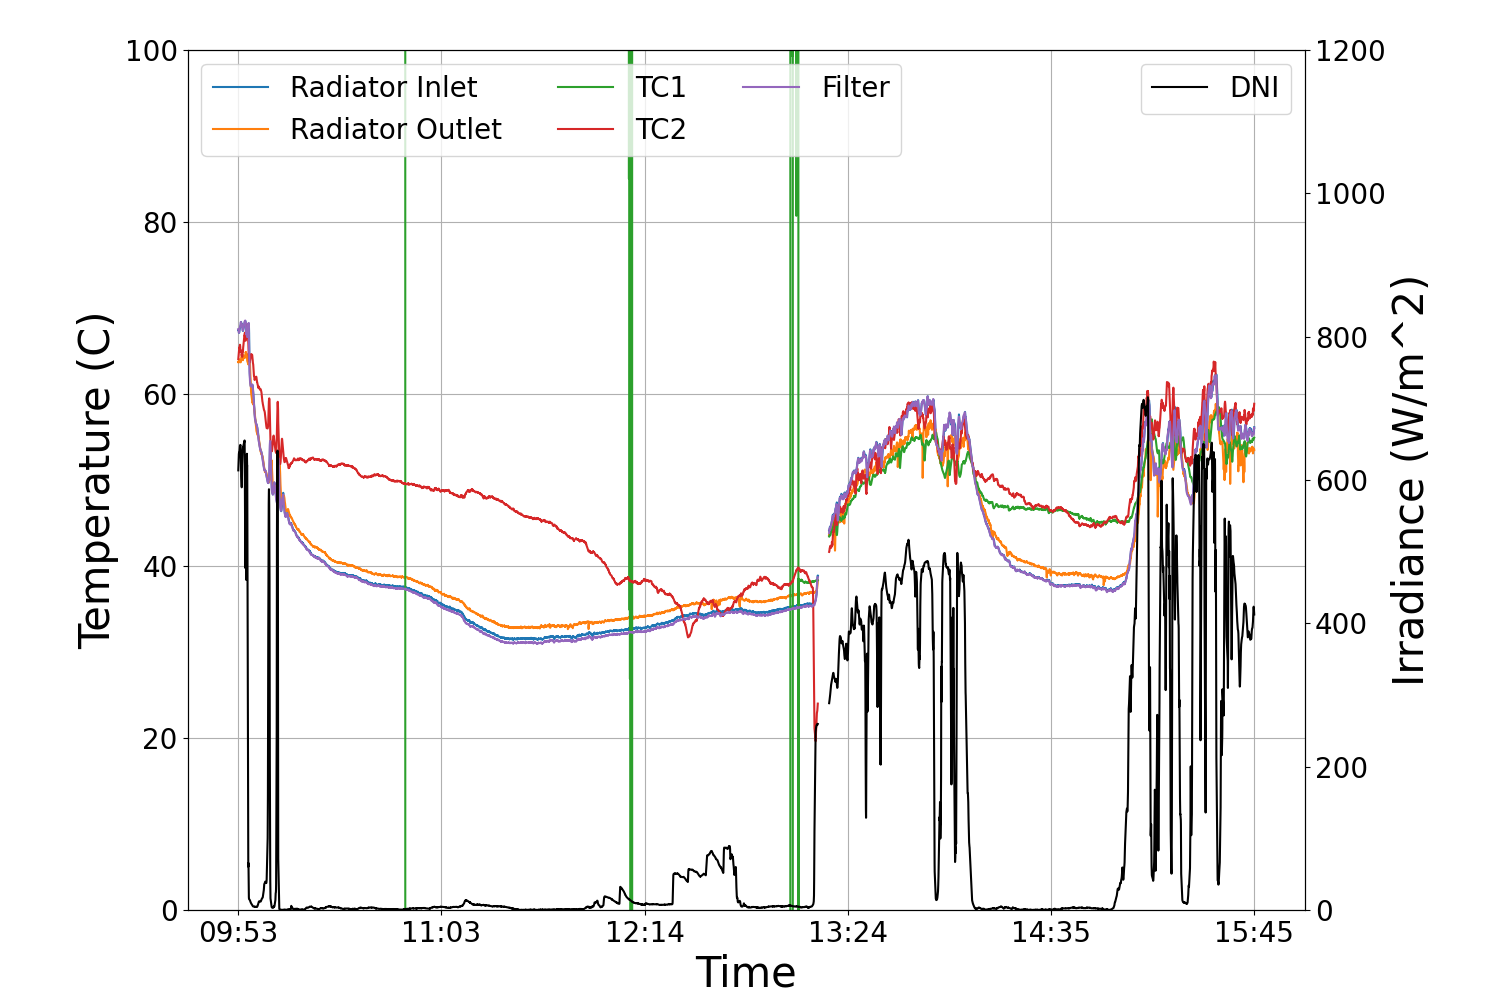 100
80
60
40
20
0
Temperature (C)
Radiator Inlet
Radiator Outlet
TC1
TC2
Filter
DNI
1200
1000
800
600
400
200
0
Irradiance (W/m^2)
09:53 11:03 12:14 13:24 14:35 15:45
Time